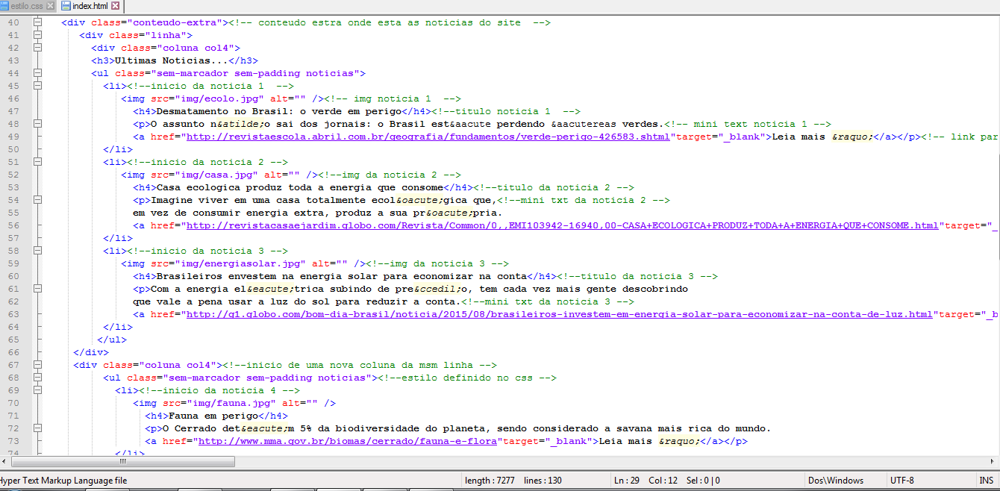 estilo.css index.html
40 <div class="conteudo-extra"><!-- conteudo estra onde esta as noticias do site  -->
41 <div class="linha">
42 <div class="coluna col4">
43 <h3>Ultimas Noticias...</h3>
44 <ul class="sem-marcador sem-padding noticias">
45 <li><!--inicio da noticia 1  -->
46 <img src="img/ecolo.jpg" alt="" /><!-- img noticia 1  -->
47 <h4>Desmatamento no Brasil: o verde em perigo</h4><!--titulo noticia 1  -->
48 <p>O assunto n&atilde;o sai dos jornais: o Brasil est&aacute perdendo &aacutereas verdes.<!-- mini text noticia 1 -->
49 <a href="http://revistaescola.abril.com.br/geografia/fundamentos/verde-perigo-426583.shtml"target="_blank">Leia mais &raquo;</a></p><!-- link par
50 </li>
51 <li><!--inicio da noticia 2 -->
52 <img src="img/casa.jpg" alt="" /><!--img da noticia 2 -->
53 <h4>Casa ecologica produz toda a energia que consome</h4><!--titulo da noticia 2 -->
54 <p>Imagine viver em uma casa totalmente ecol&oacute;gica que,<!--mini txt da noticia 2 -->
55 em vez de consumir energia extra, produz a sua pr&oacute;pria.
56 <a href="http://revistacasaejardim.globo.com/Revista/Common/0,,EMI103942-16940,00-CASA+ECOLOGICA+PRODUZ+TODA+A+ENERGIA+QUE+CONSOME.html"target="_
57 </li>
58 <li><!--inicio da noticia 3 -->
59 <img src="img/energiasolar.jpg" alt="" /><!--img da noticia 3 -->
60 <h4>Brasileiros envestem na energia solar para economizar na conta</h4><!--titulo da noticia 3 -->
61 <p>Com a energia el&eacute;trica subindo de pre&ccedil;o, tem cada vez mais gente descobrindo
62 que vale a pena usar a luz do sol para reduzir a conta.<!--mini txt da noticia 3 -->
63 <a href="http://g1.globo.com/bom-dia-brasil/noticia/2015/08/brasileiros-investem-em-energia-solar-para-economizar-na-conta-de-luz.html"target="_b
64 </li>
65 </ul>
66 </div>
67 <div class="coluna col4"><!--inicio de uma nova coluna da msm linha -->
68 <ul class="sem-marcador sem-padding noticias"><!--estilo definido no css -->
69 <li><!--inicio da noticia 4 -->
70 <img src="img/fauna.jpg" alt="" />
71 <h4>Fauna em perigo</h4>
72 <p>O Cerrado det&eacute;m 5% da biodiversidade do planeta, sendo considerado a savana mais rica do mundo.
73 <a href="http://www.mma.gov.br/biomas/cerrado/fauna-e-flora"target="_blank">Leia mais &raquo;</a></p>
74 </li>
Hyper Text Markup Language file length : 7277 lines : 130 Ln : 29 Col : 12 Sel : 0 | 0 Dos\Windows UTF-8 INS